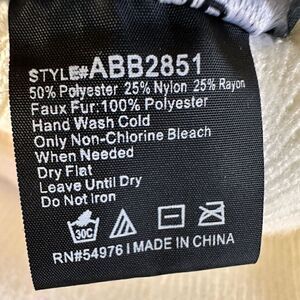 STYLE#ABB2851
50% Polyester 25% Nylon 25% Rayon
Faux Fur:100% Polyester
Hand Wash Cold
Only Non-Chlorine Bleach
When Needed
Dry Flat
Leave Until Dry
Do Not Iron
30C
RN#54976 I MADE IN CHINA